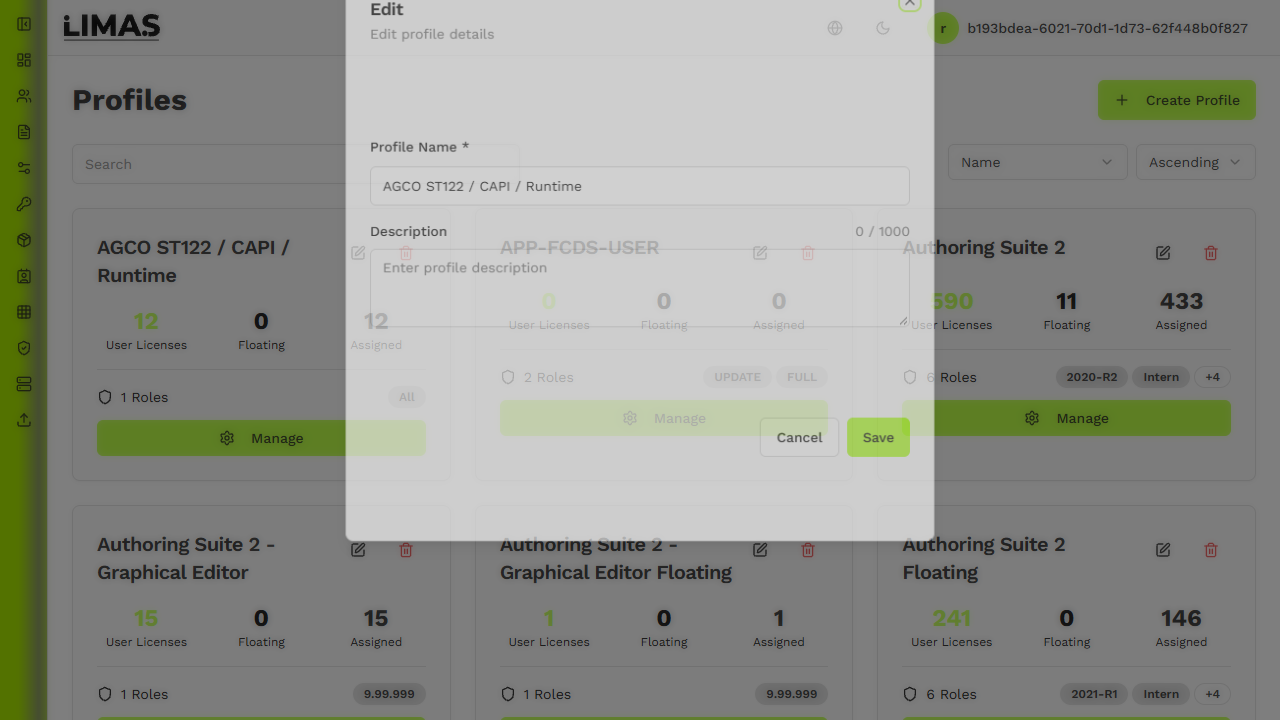 LIMAS
Edit
Edit profile details
r
b193bdea-6021-70d1-1d73-62f448b0f827
Profiles
Create Profile
Search
Name
Ascending
Profile Name *
AGCO ST122 / CAPI / Runtime
Description
0 / 1000
Enter profile description
Cancel
Save
AGCO ST122 / CAPI /
Runtime
12
User Licenses
0
Floating
12
Assigned
1 Roles
All
Manage
APP-FCDS-USER
0
User Licenses
0
Floating
0
Assigned
2 Roles
UPDATE
FULL
Manage
Authoring Suite 2
590
User Licenses
11
Floating
433
Assigned
6 Roles
2020-R2
Intern
+4
Manage
Authoring Suite 2 -
Graphical Editor
15
User Licenses
0
Floating
15
Assigned
1 Roles
9.99.999
Authoring Suite 2 -
Graphical Editor Floating
1
User Licenses
0
Floating
1
Assigned
1 Roles
9.99.999
Authoring Suite 2
Floating
241
User Licenses
0
Floating
146
Assigned
6 Roles
2021-R1
Intern
+4